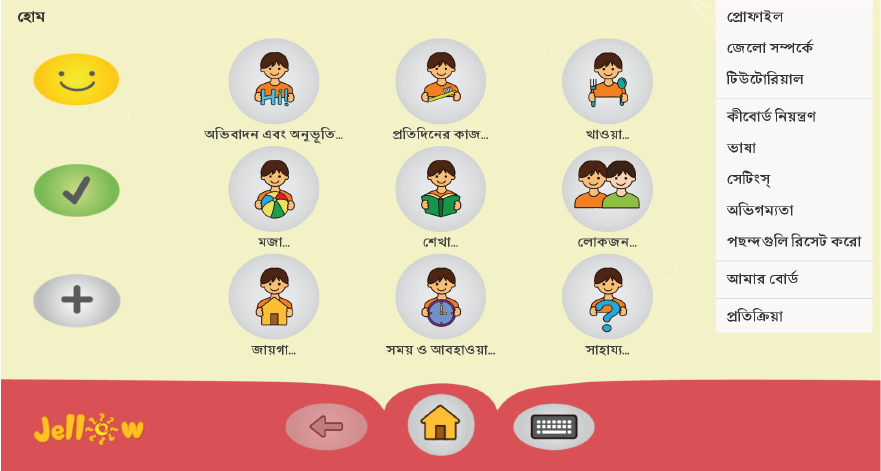 হোম
অভিবাদন এবং অনুভূতি...
প্রতিদিনের কাজ...
খাওয়া...
মজা...
শেখা...
লোকজন...
জায়গা...
সময় ও আবহাওয়া...
সাহায্য...
প্রোফাইল
জেলো সম্পর্কে
টিউটোরিয়াল
কীবোর্ড নিয়ন্ত্রণ
ভাষা
সেটিংস্
অভিগম্যতা
পছন্দগুলি রিসেট করো
আমার বোর্ড
প্রতিক্রিয়া
Hi!
?
Jellow